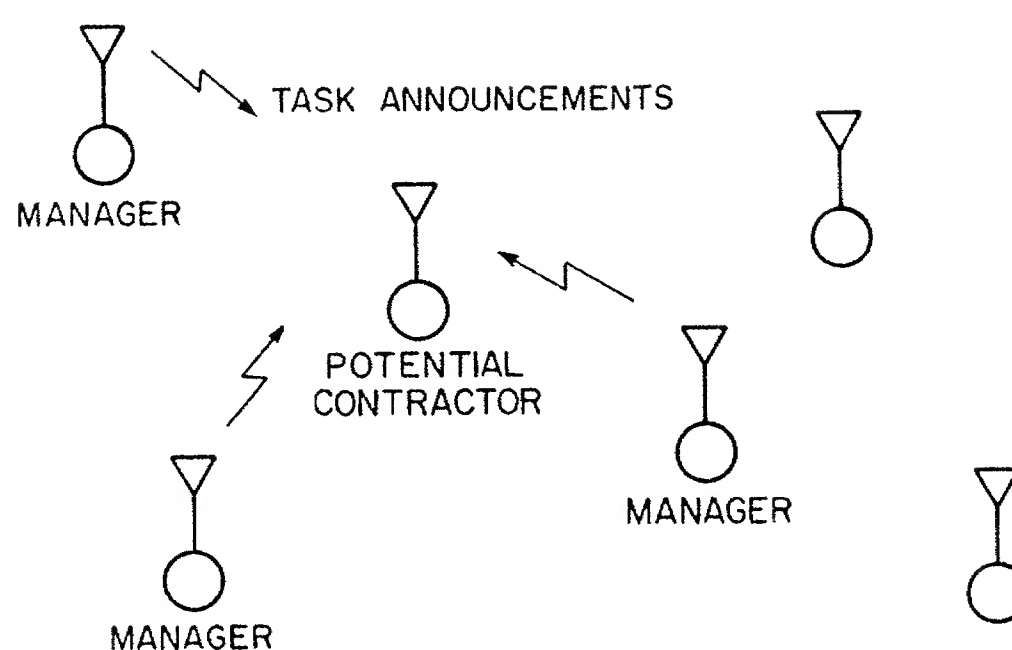 TASK ANNOUNCEMENTS
MANAGER
POTENTIAL
CONTRACTOR
MANAGER
MANAGER